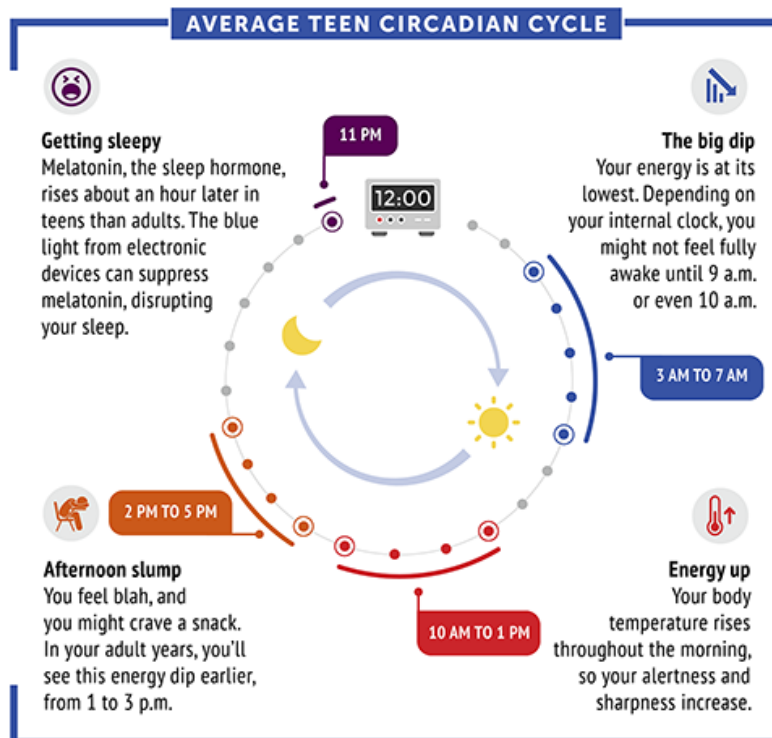 AVERAGE TEEN CIRCADIAN CYCLE
Getting sleepy
Melatonin, the sleep hormone,
rises about an hour later in
teens than adults. The blue
light from electronic
devices can suppress
melatonin, disrupting
your sleep.
11 PM
12:00
The big dip
Your energy is at its
lowest. Depending on
your internal clock, you
might not feel fully
awake until 9 a.m.
or even 10 a.m.
3 AM TO 7 AM
2 PM TO 5 PM
Afternoon slump
You feel blah, and
you might crave a snack.
In your adult years, you’ll
see this energy dip earlier,
from 1 to 3 p.m.
10 AM TO 1 PM
Energy up
Your body
temperature rises
throughout the morning,
so your alertness and
sharpness increase.